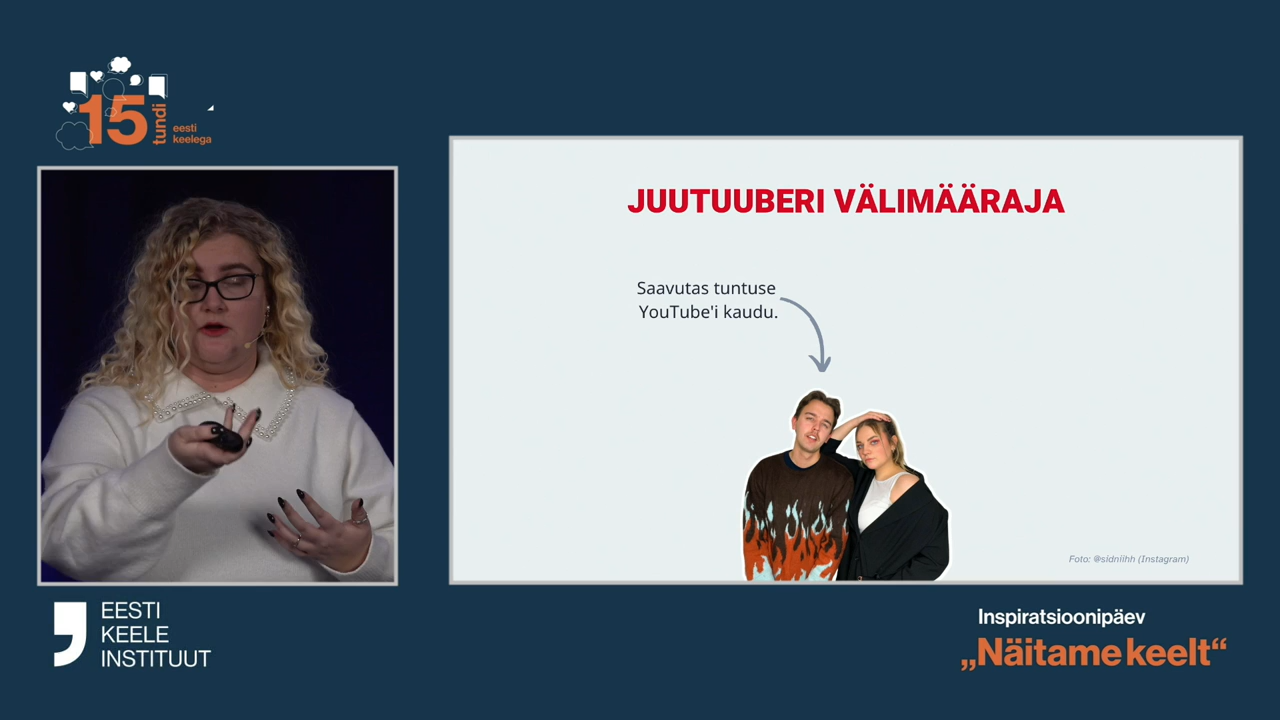 15
tundi
eesti
keelega
JUUTUUBERI VÄLIMÄÄRAJA
Saavutas tuntuse
YouTube'i kaudu.
Foto: @sidniihh (Instagram)
EESTI
KEELE
INSTITUUT
Inspiratsioonipäev
„Näitame keelt“